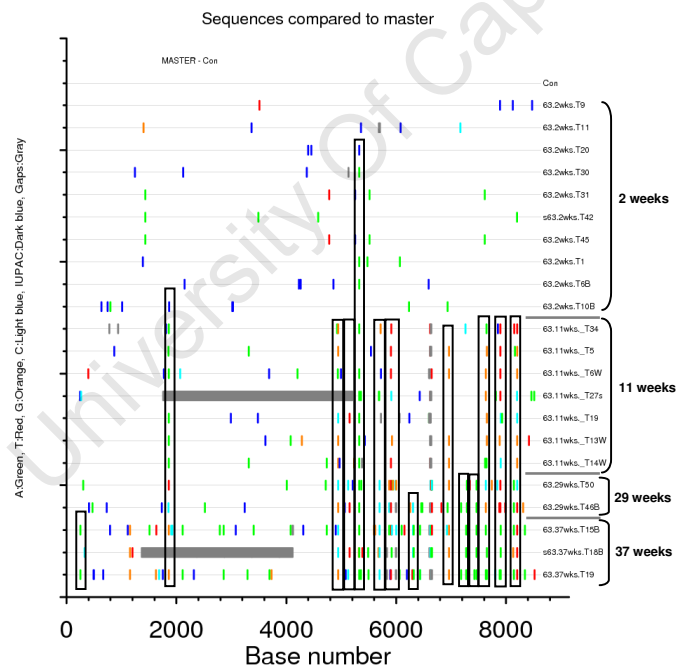 Sequences compared to master
MASTER - Con
Con
63.2wks.T9
63.2wks.T11
63.2wks.T20
63.2wks.T30
63.2wks.T31
s63.2wks.T42
63.2wks.T45
63.2wks.T1
63.2wks.T6B
63.2wks.T10B
2 weeks
63.11wks._T34
63.11wks._T5
63.11wks._T6W
63.11wks._T27s
63.11wks._T19
63.11wks._T13W
63.11wks._T14W
11 weeks
63.29wks.T50
63.29wks.T46B
29 weeks
63.37wks.T15B
s63.37wks.T18B
63.37wks.T19
37 weeks
A:Green, T:Red, G:Orange, C:Light blue, IUPAC:Dark blue, Gaps:Gray
0 2000 4000 6000 8000
Base number
University Of Cap